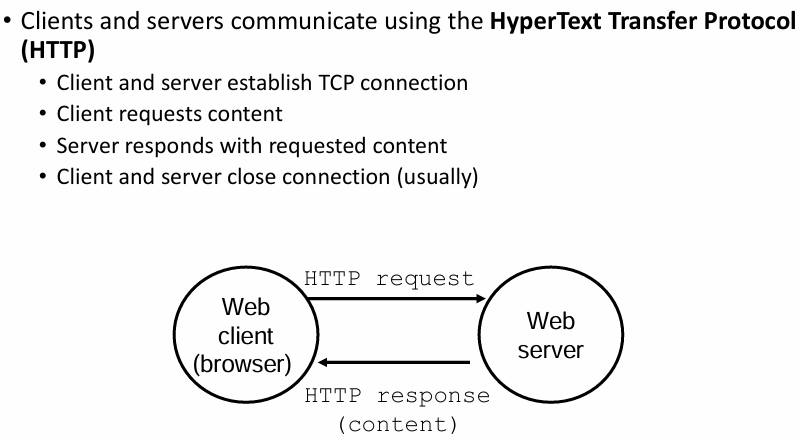 • Clients and servers communicate using the HyperText Transfer Protocol
(HTTP)
• Client and server establish TCP connection
• Client requests content
• Server responds with requested content
• Client and server close connection (usually)
HTTP request
Web
client
(browser)
Web
server
HTTP response
(content)